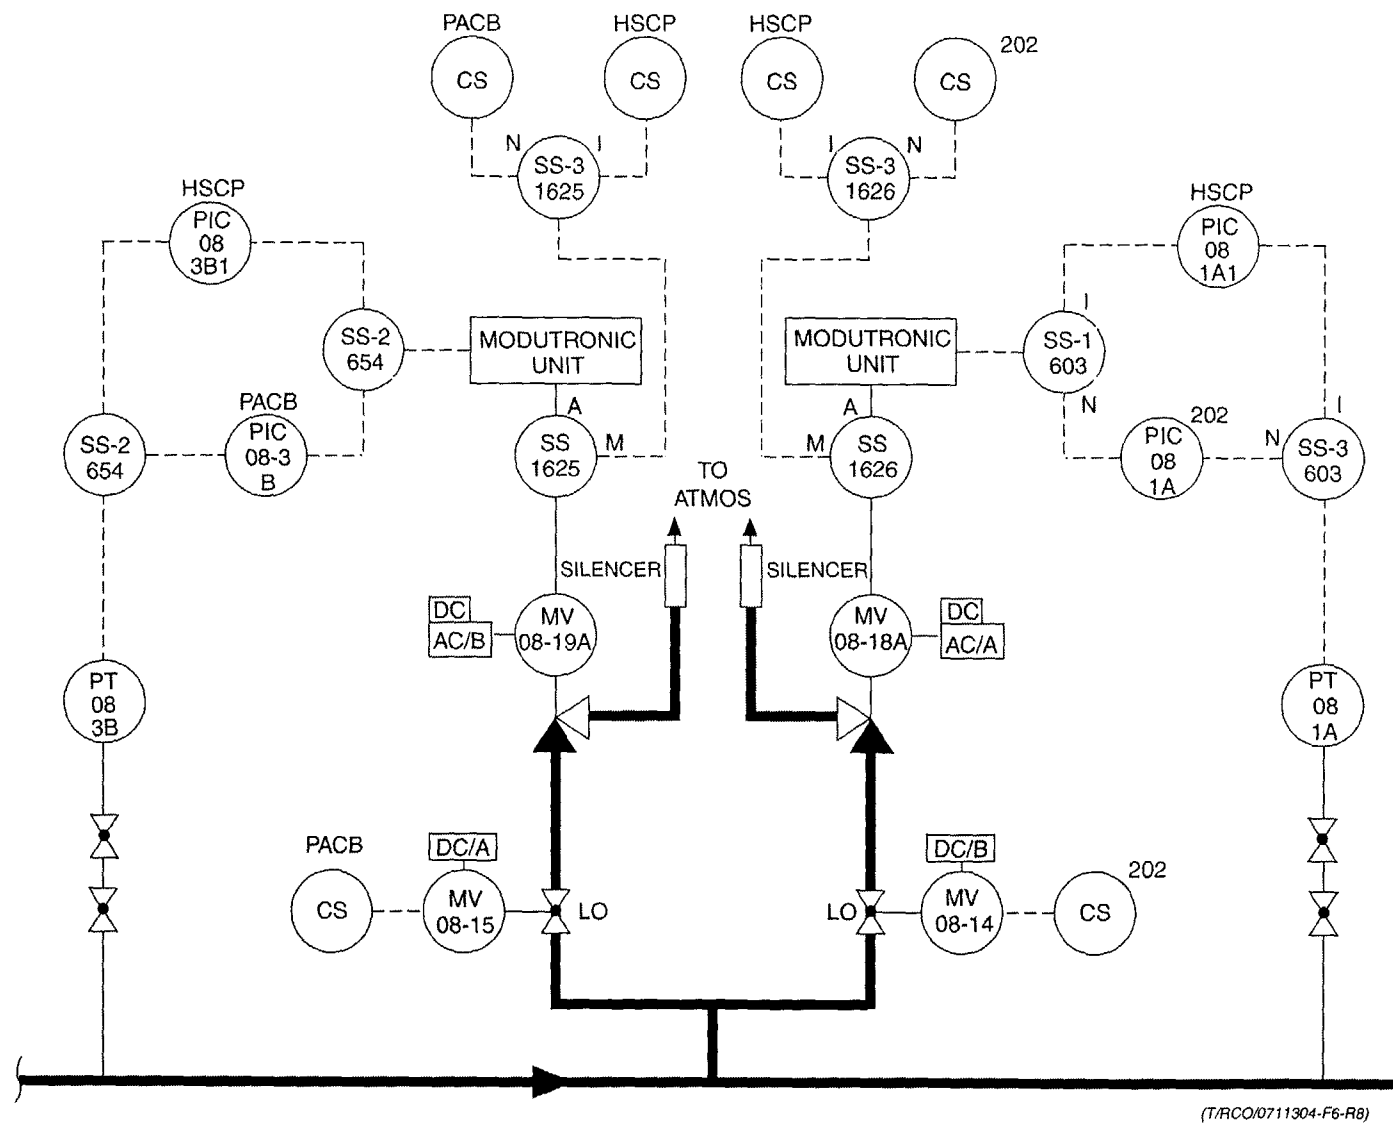 PACB
HSCP
HSCP
202
CS
CS
CS
CS
N
I
I
N
SS-3
1625
SS-3
1626
HSCP
PIC
08
3B1
HSCP
PIC
08
1A1
SS-2
654
MODUTRONIC
UNIT
MODUTRONIC
UNIT
I
SS-1
603
N
PACB
PIC
08-3
B
SS-2
654
A
SS
1625
M
A
M
SS
1626
202
PIC
08
1A
I
N
SS-3
603
TO
ATMOS
SILENCER
SILENCER
DC
AC/B
MV
08-19A
MV
08-18A
DC
AC/A
PT
08
3B
PT
08
1A
PACB
CS
DC/A
MV
08-15
LO
LO
DC/B
MV
08-14
202
CS
(T/RCO/0711304-F6-R8)